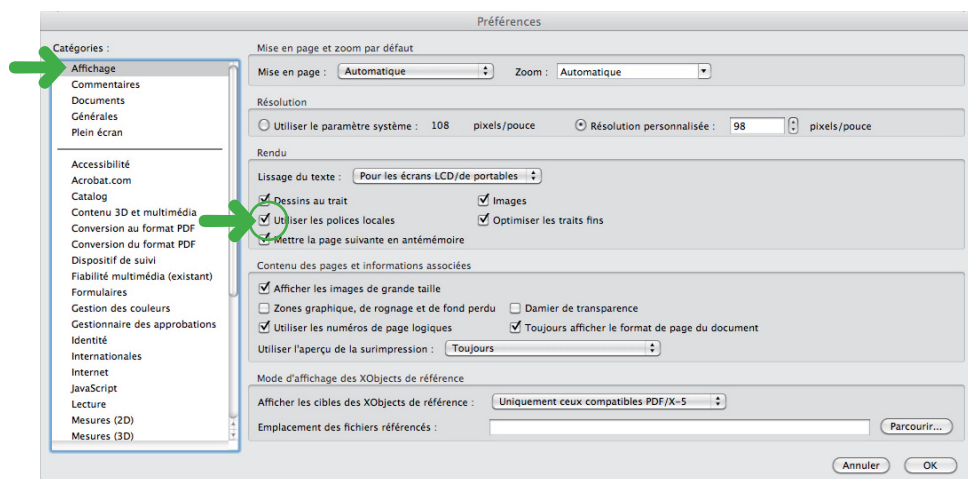 Préférences
Catégories :
Affichage
Commentaires
Documents
Générales
Plein écran
Accessibilité
Acrobat.com
Catalog
Contenu 3D et multimédia
Conversion au format PDF
Conversion du format PDF
Dispositif de suivi
Fiabilité multimédia (existant)
Formulaires
Gestion des couleurs
Gestionnaire des approbations
Identité
Internationales
Internet
JavaScript
Lecture
Mesures (2D)
Mesures (3D)
Mise en page et zoom par défaut
Mise en page : Automatique Zoom : Automatique
Résolution
Utiliser le paramètre système : 108 pixels/pouce Résolution personnalisée : 98 pixels/pouce
Rendu
Lissage du texte : Pour les écrans LCD/de portables
Dessins au trait Images
Utiliser les polices locales Optimiser les traits fins
Mettre la page suivante en antémémoire
Contenu des pages et informations associées
Afficher les images de grande taille
Zones graphique, de rognage et de fond perdu Damier de transparence
Utiliser les numéros de page logiques Toujours afficher le format de page du document
Utiliser l'aperçu de la surimpression : Toujours
Mode d'affichage des XObjects de référence
Afficher les cibles des XObjects de référence : Uniquement ceux compatibles PDF/X-5
Emplacement des fichiers référencés : Parcourir...
Annuler OK